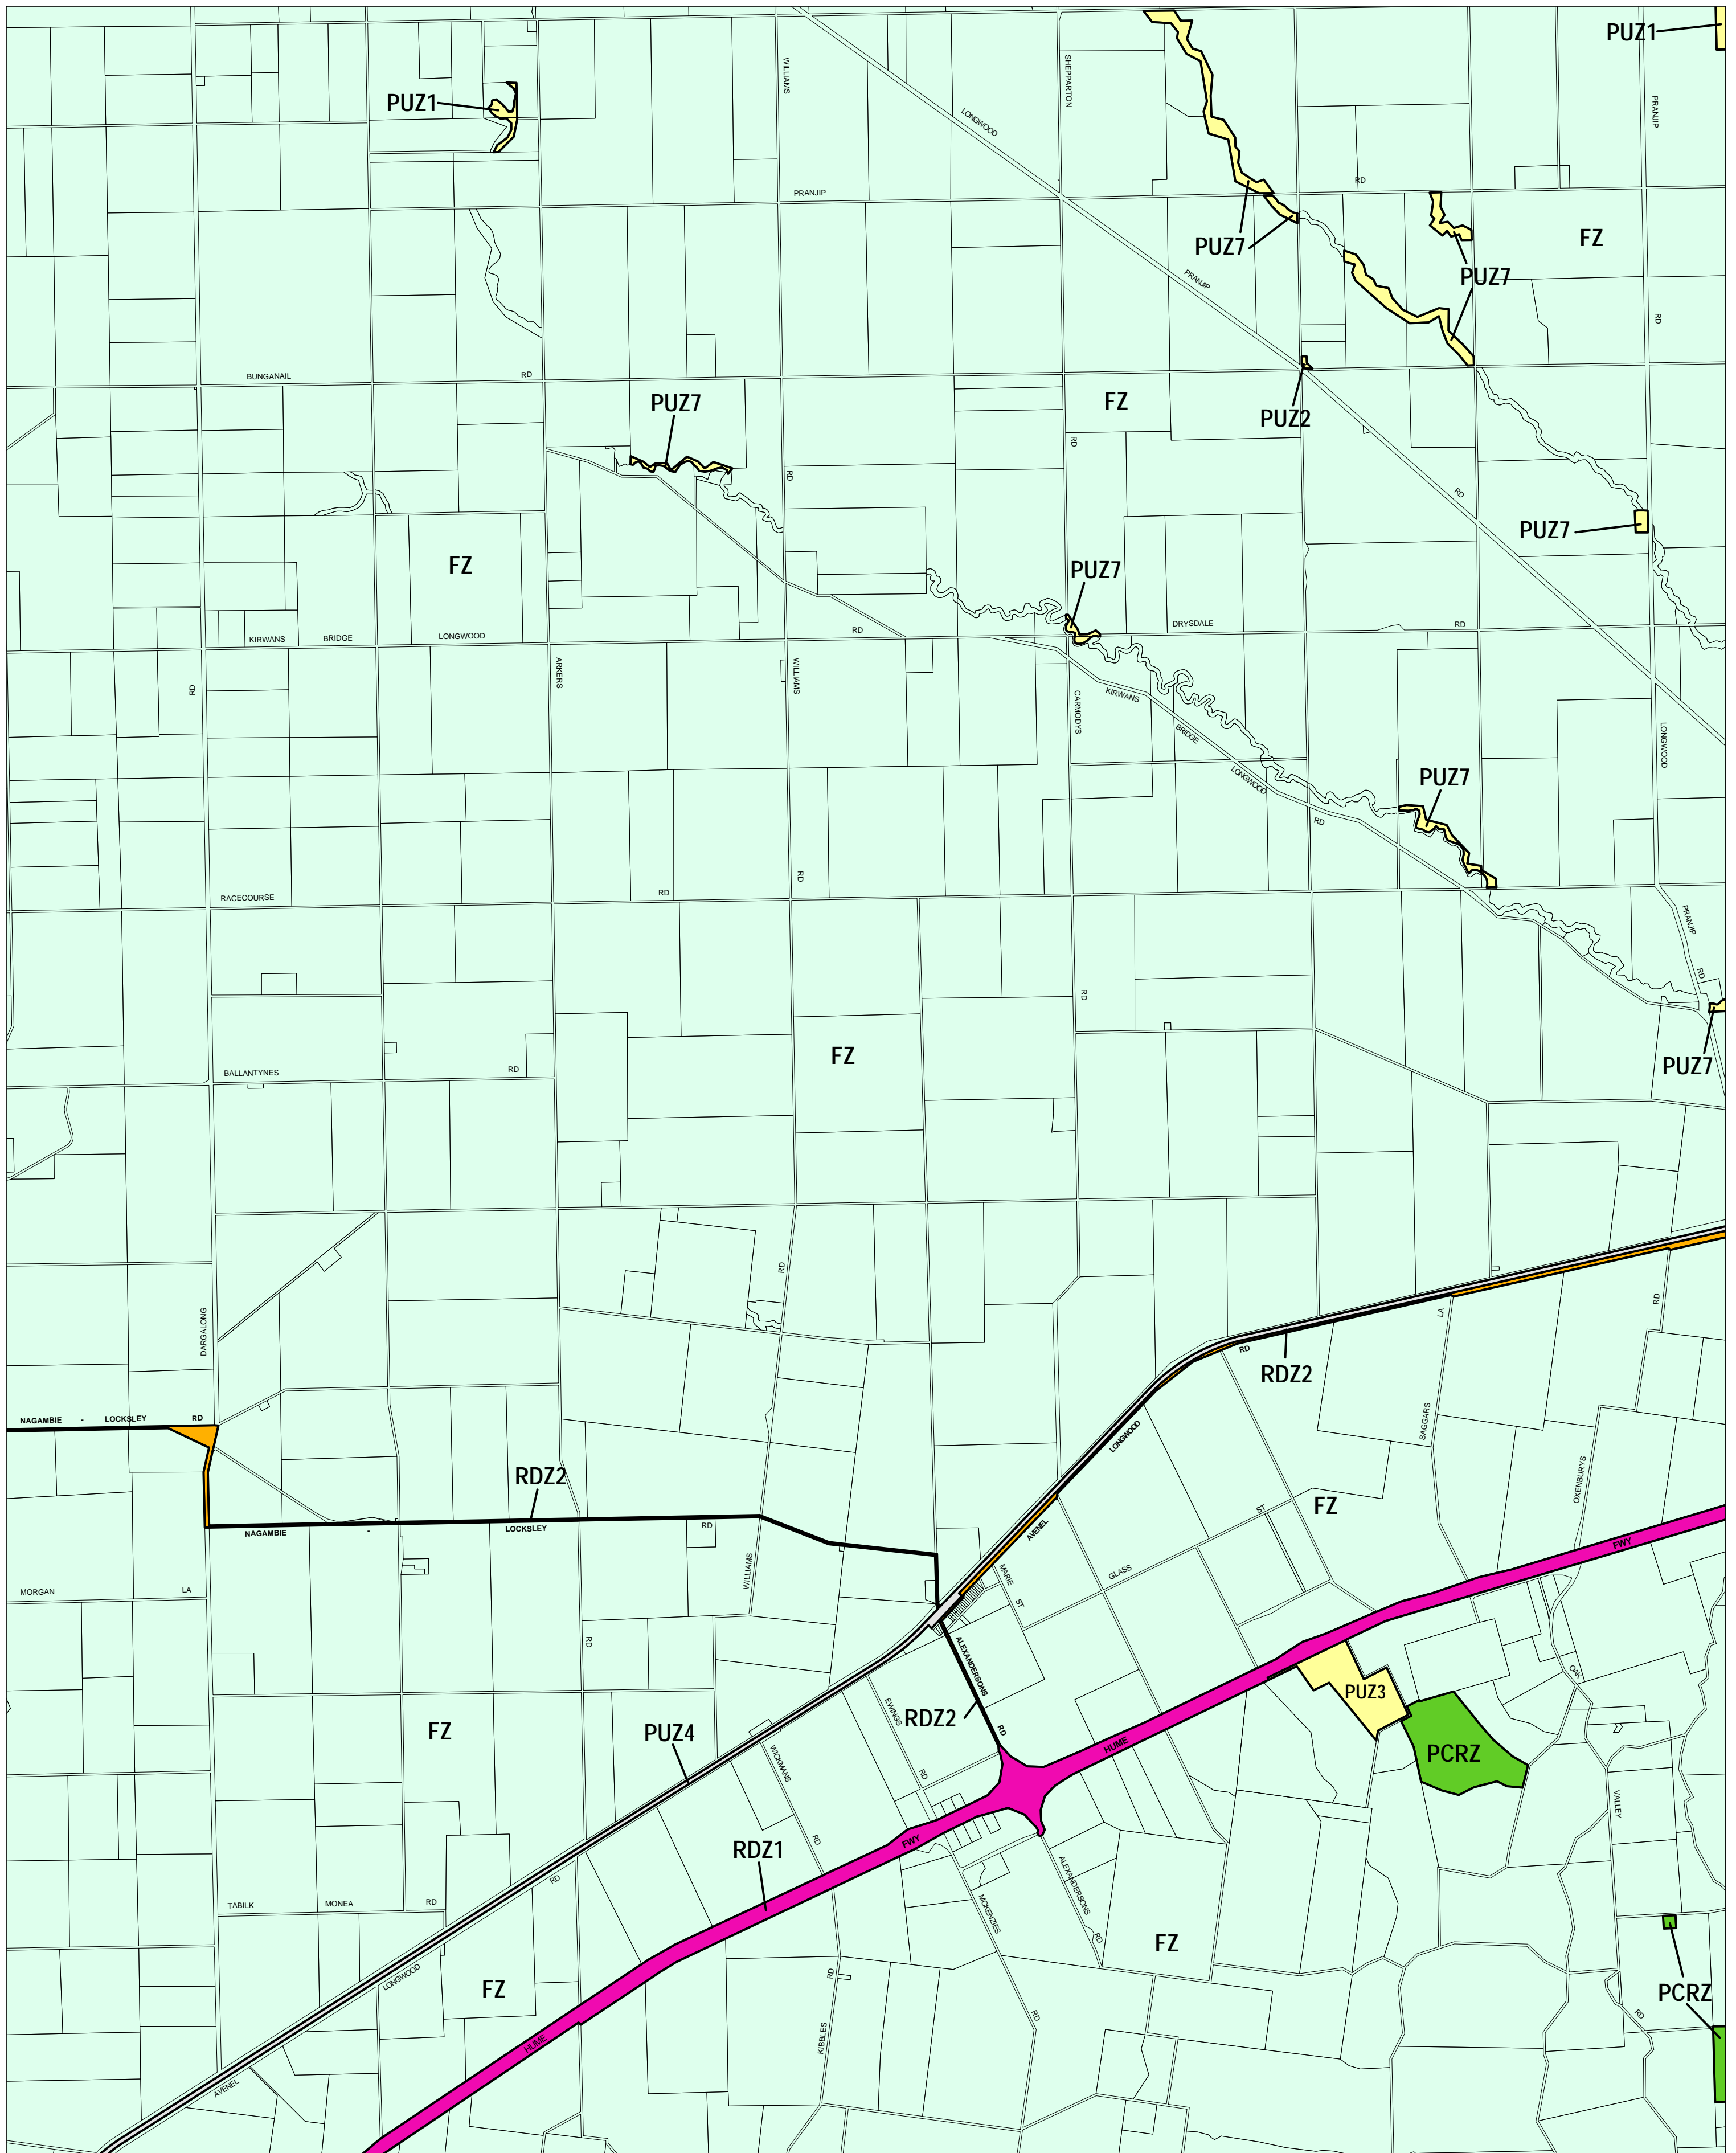 PUZ1
WILLIAMS
SHEPPARTON
LONGWOOD
PRANJIP
PUZ1
PRANJIP
RD
PUZ7
FZ
PUZ7
PRANJIP
RD
BUNGANAIL
RD
PUZ7
FZ
PUZ2
RD
RD
RD
PUZ7
FZ
PUZ7
KIRWANS
BRIDGE
LONGWOOD
RD
DRYSDALE
RD
RD
ARKERS
WILLIAMS
CARMODYS
KIRWANS
BRIDGE
LONGWOOD
RD
LONGWOOD
PUZ7
RACECOURSE
RD
RD
PRANJIP
RD
RD
FZ
BALLANTYNES
RD
PUZ7
RD
DARGALONG
RD
LA
RD
RDZ2
NAGAMBIE - LOCKSLEY RD
LONGWOOD
SAGGARS
OXENBURYS
RDZ2
FZ
ST
NAGAMBIE - LOCKSLEY
RD
AVENEL
FWY
MORGAN LA
WILLIAMS
MARIE
ST
GLASS
RD
ALEXANDERSONS
OAK
PUZ3
EWINGS
RDZ2
RD
FZ
PUZ4
WICKMANS
HUME
PCRZ
RD
VALLEY
RD
FWY
RDZ1
RD
TABILK
MONEA
RD
MCKENZIES
ALEXANDERSONS
RD
FZ
LONGWOOD
FZ
RD
RD
PCRZ
RD
HUME
KIBBLES
AVENEL